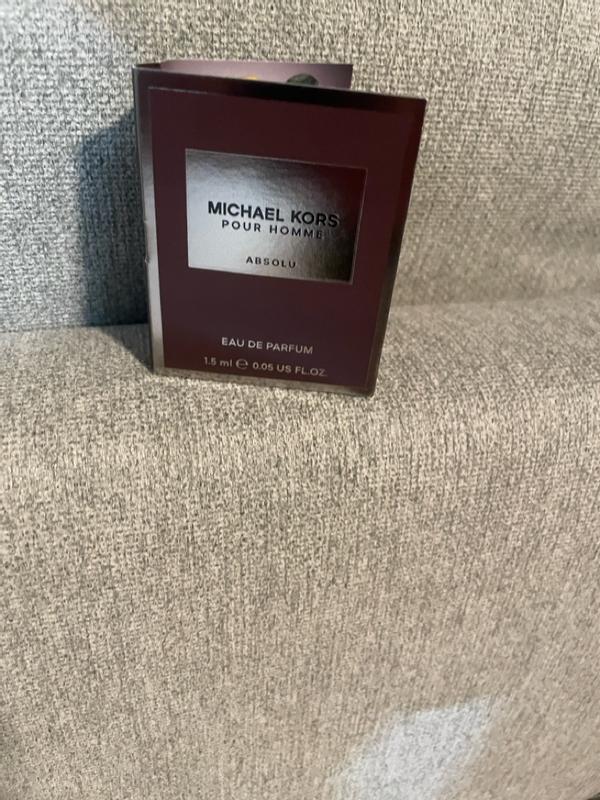 MICHAEL KORS
POUR HOMME
ABSOLU
EAU DE PARFUM
1.5 ml ℮ 0.05 US FL.OZ.